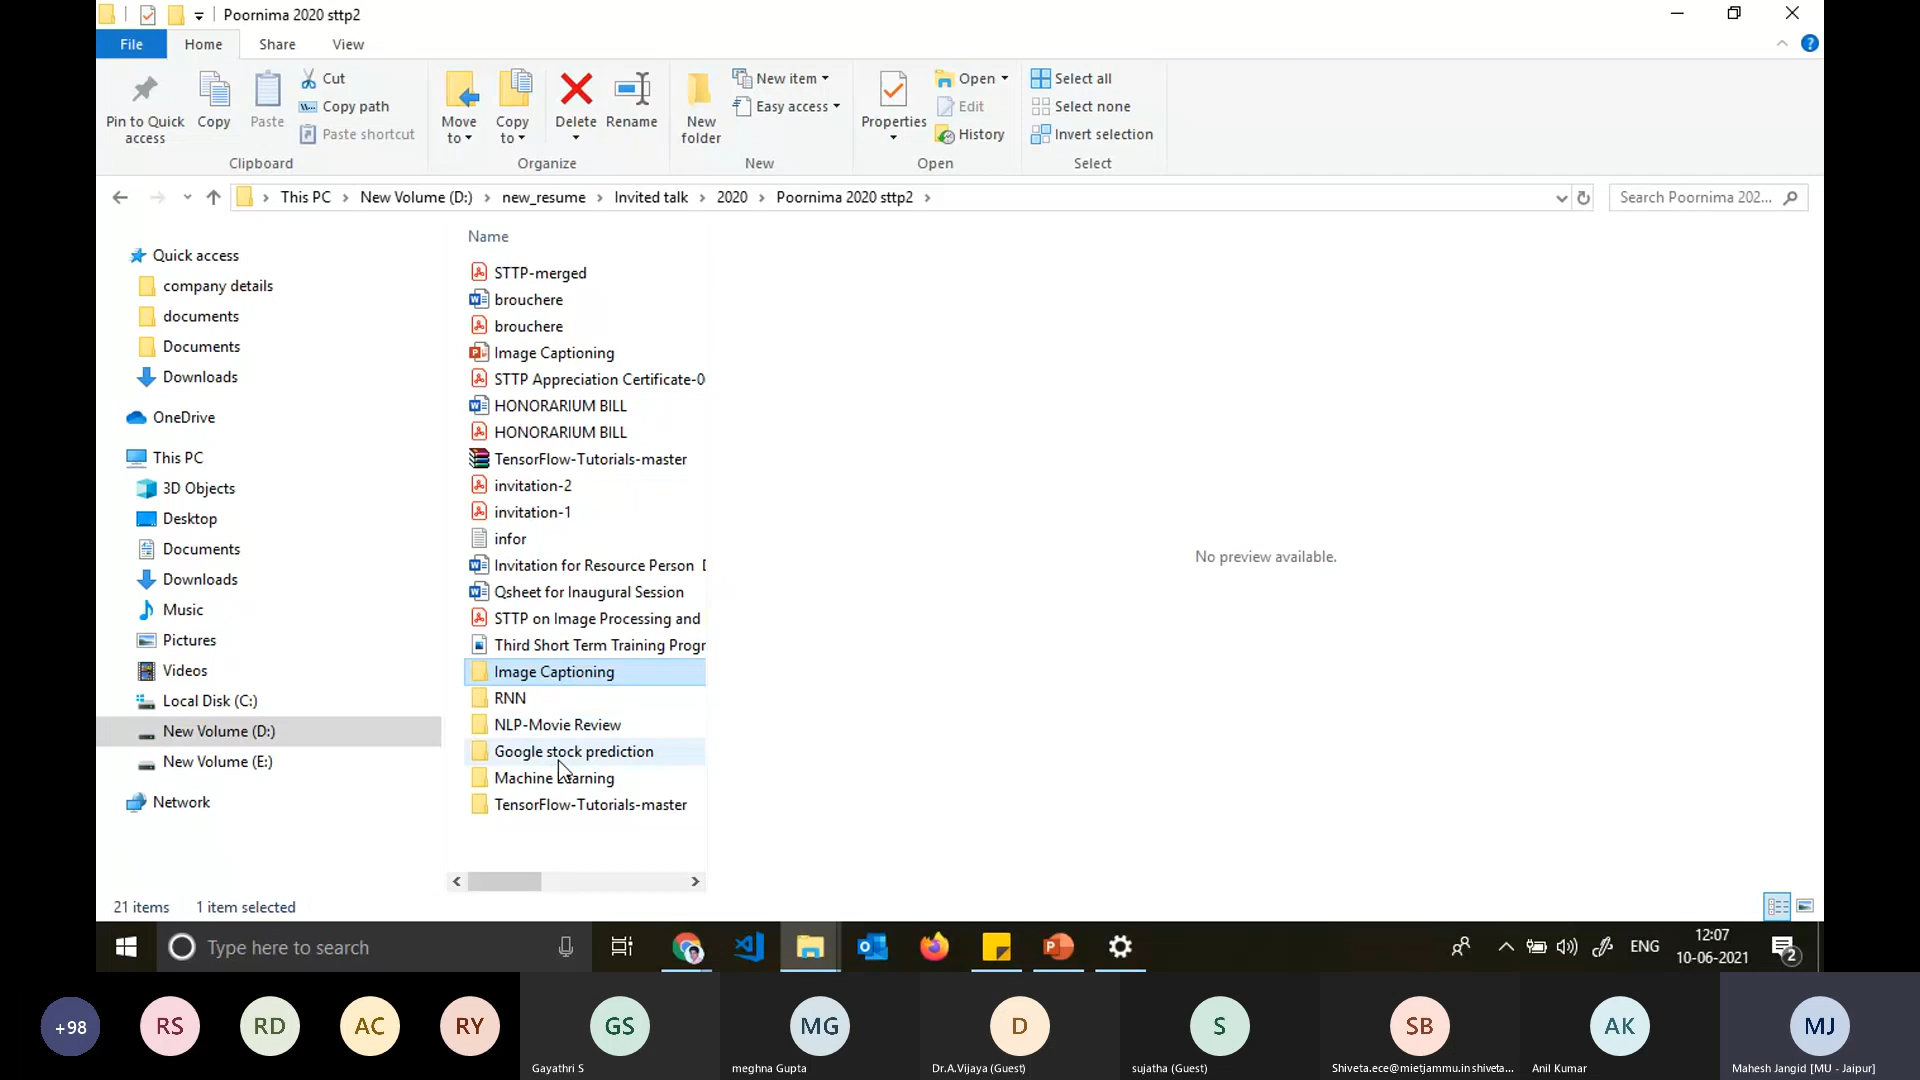 Poornima 2020 sttp2
File Home Share View
Pin to Quick access
Copy
Paste
Cut
Copy path
Paste shortcut
Clipboard
Move to
Copy to
Delete
Rename
Organize
New folder
New item
Easy access
New
Properties
Open
Edit
History
Open
Select all
Select none
Invert selection
Select
This PC New Volume (D:) new_resume Invited talk 2020 Poornima 2020 sttp2
Search Poornima 202...
Quick access
company details
documents
Documents
Downloads
OneDrive
This PC
3D Objects
Desktop
Documents
Downloads
Music
Pictures
Videos
Local Disk (C:)
New Volume (D:)
New Volume (E:)
Network
Name
STTP-merged
brouchere
brouchere
Image Captioning
STTP Appreciation Certificate-0
HONORARIUM BILL
HONORARIUM BILL
TensorFlow-Tutorials-master
invitation-2
invitation-1
infor
Invitation for Resource Person
Qsheet for Inaugural Session
STTP on Image Processing and
Third Short Term Training Progr
Image Captioning
RNN
NLP-Movie Review
Google stock prediction
Machine
TensorFlow-Tutorials-master
No preview available.
21 items 1 item selected
Type here to search
ENG
12:07
10-06-2021
2
+98
RS
RD
AC
RY
GS
Gayathri S
MG
meghna Gupta
D
Dr.A.Vijaya (Guest)
S
sujatha (Guest)
SB
Shiveta.ece@mietjammu.in shiveta...
AK
Anil Kumar
MJ
Mahesh Jangid [MU - Jaipur]